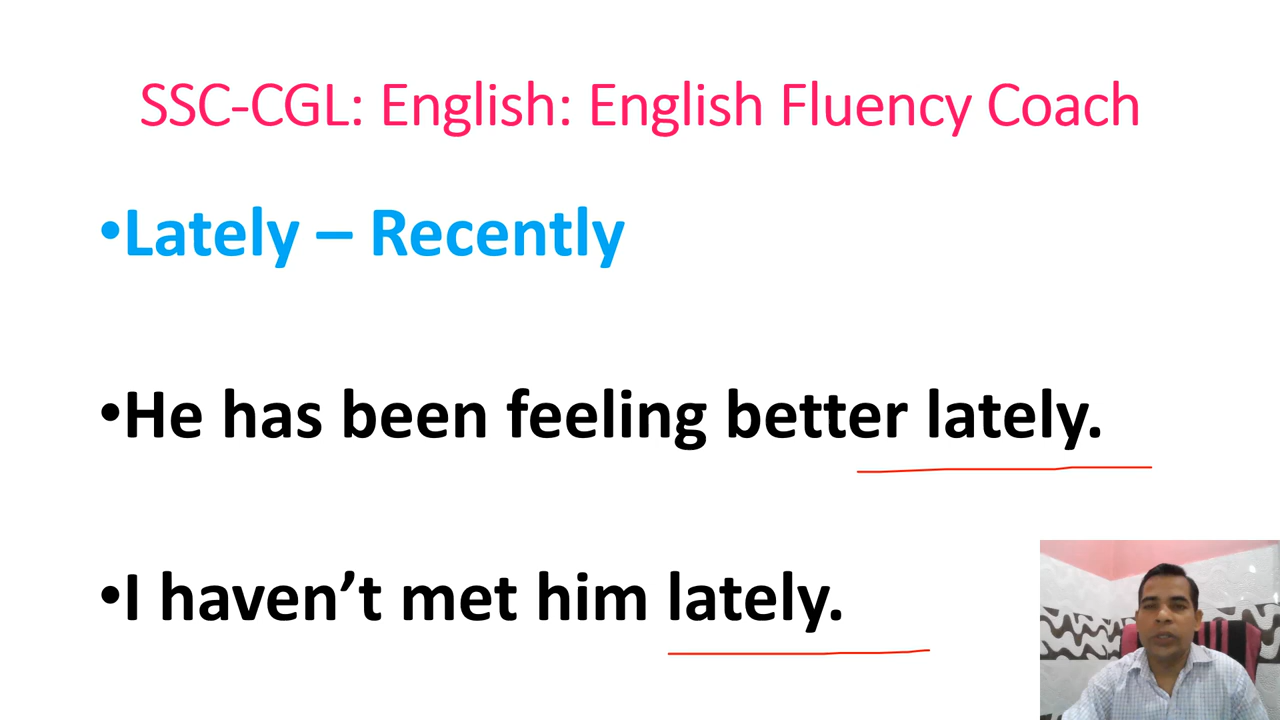 SSC-CGL: English: English Fluency Coach
•Lately – Recently
•He has been feeling better lately.
•I haven’t met him lately.